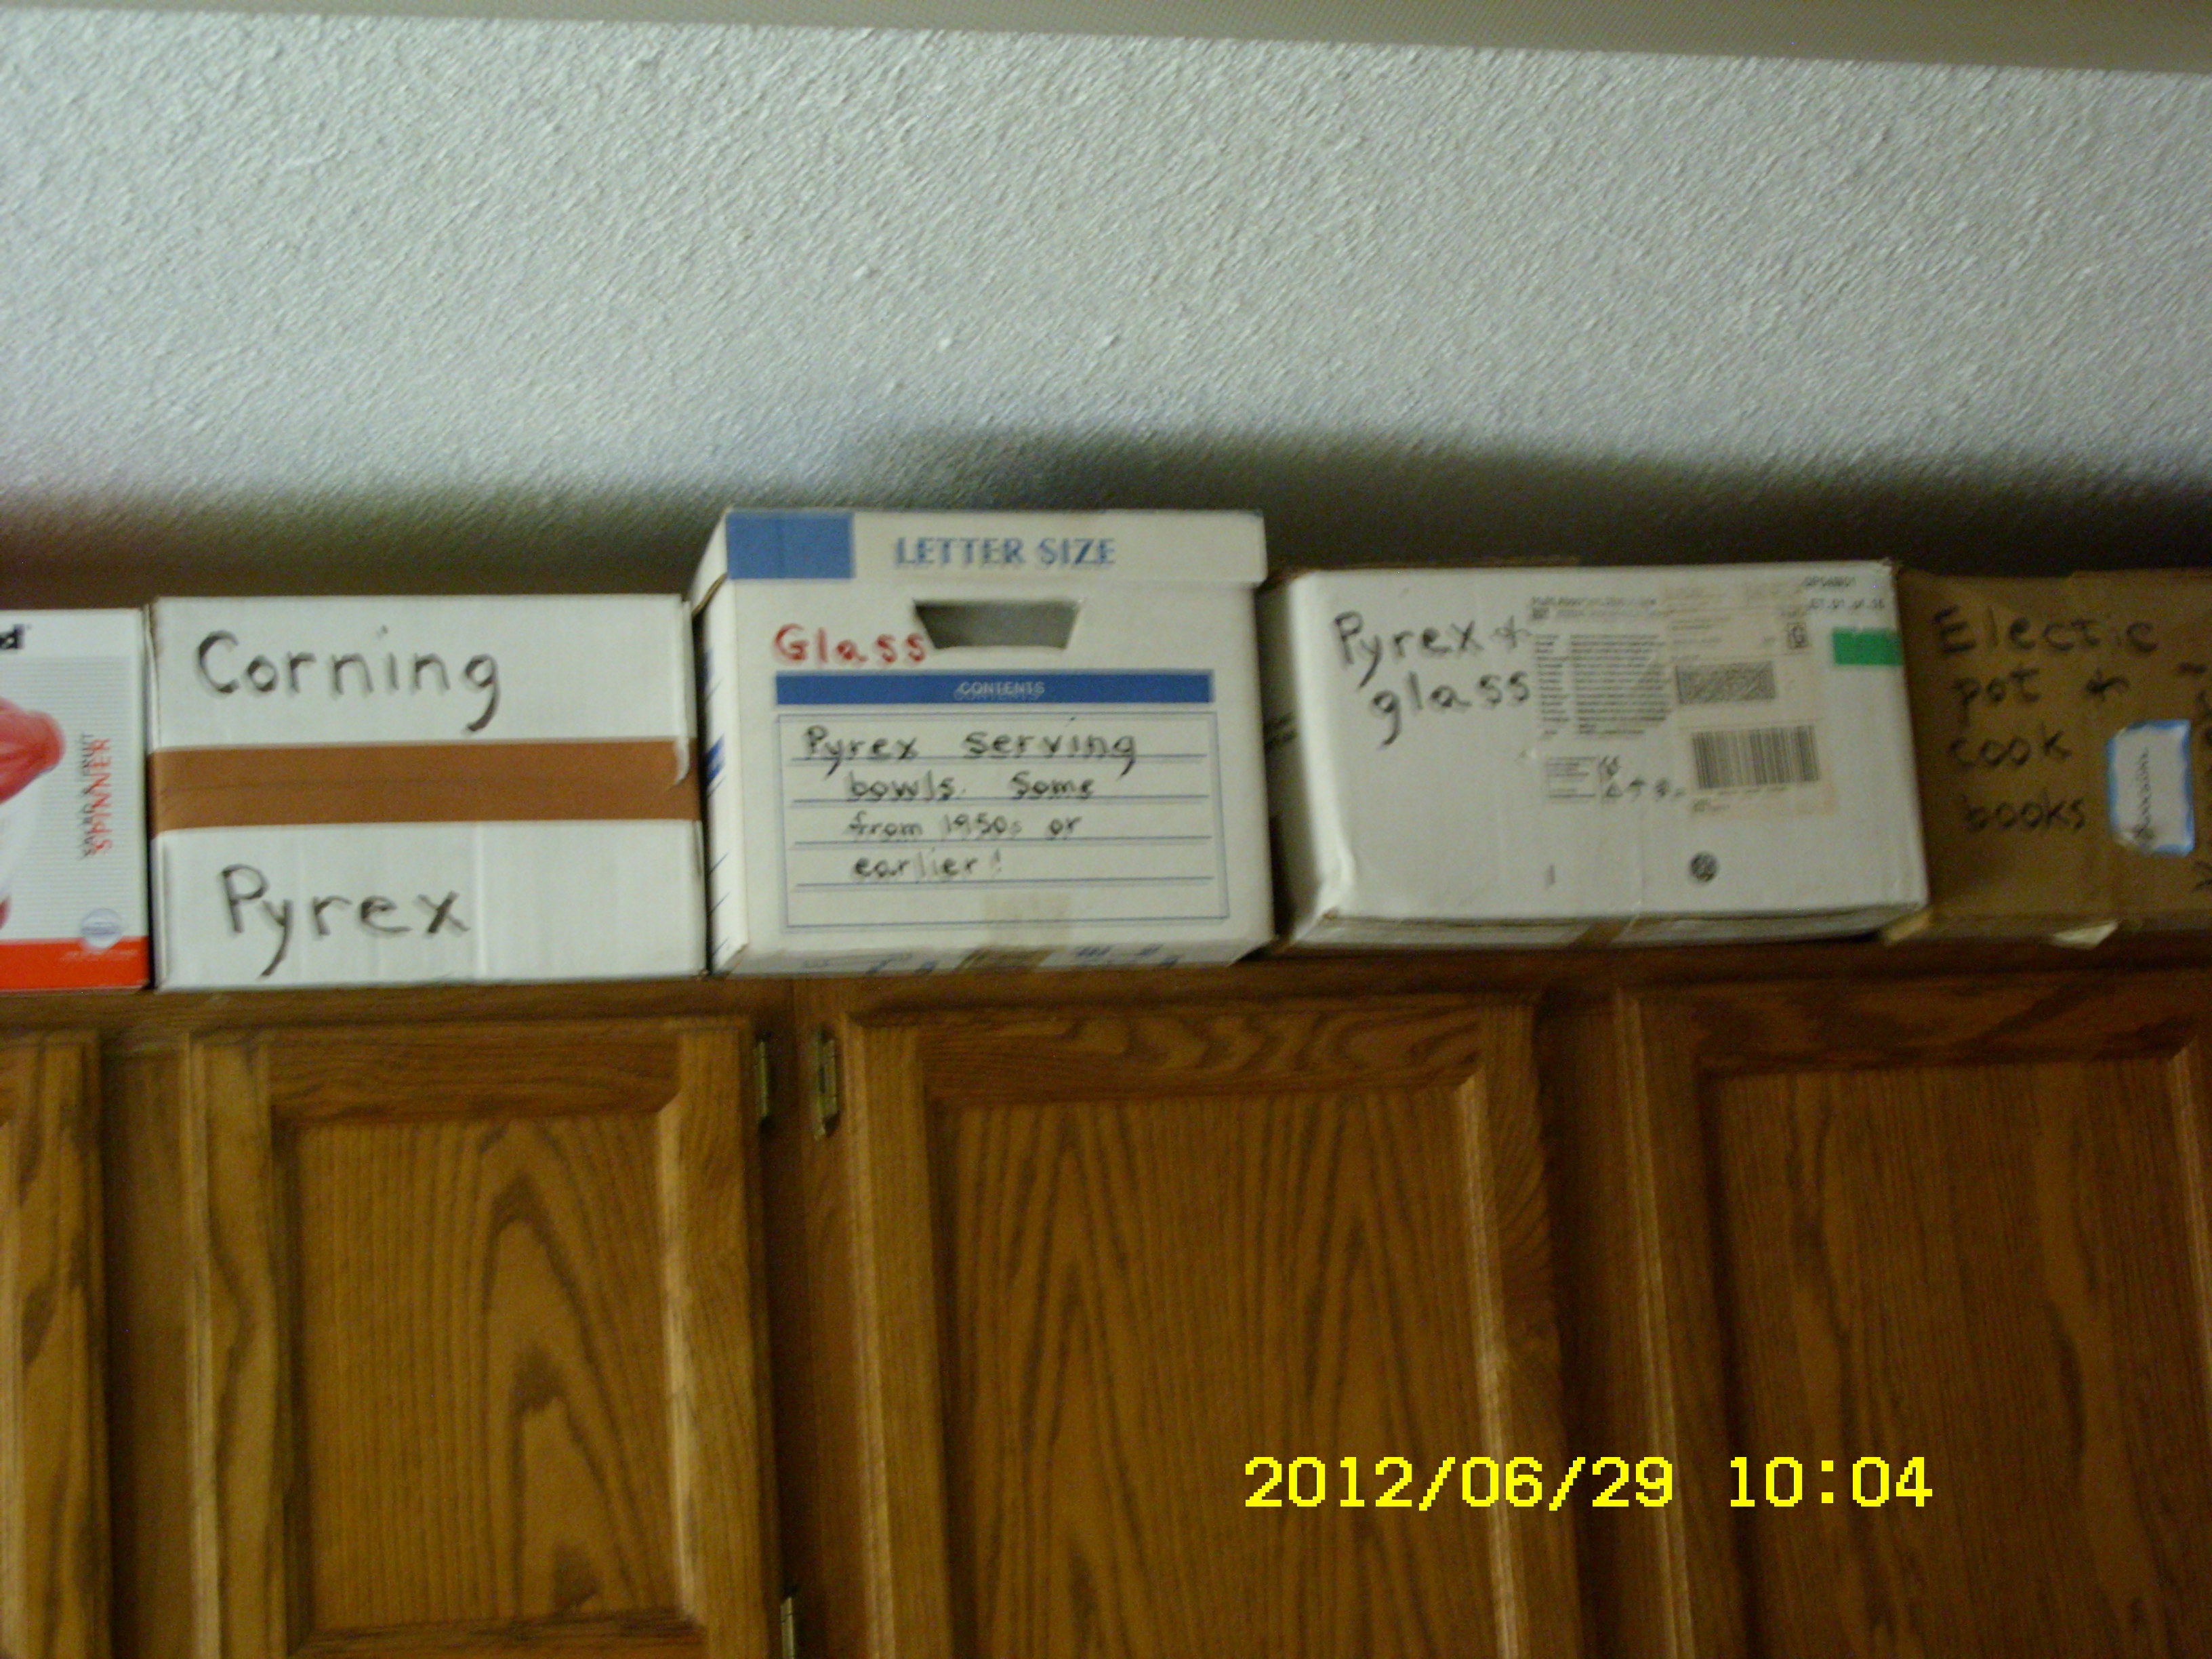 SPINNER
Corning
Pyrex
LETTER SIZE
Glass
CONTENTS
Pyrex serving
bowls. Some
from 1950s or
earlier!
Pyrex &
glass
Electic
pot &
cook
books
2012/06/29 10:04